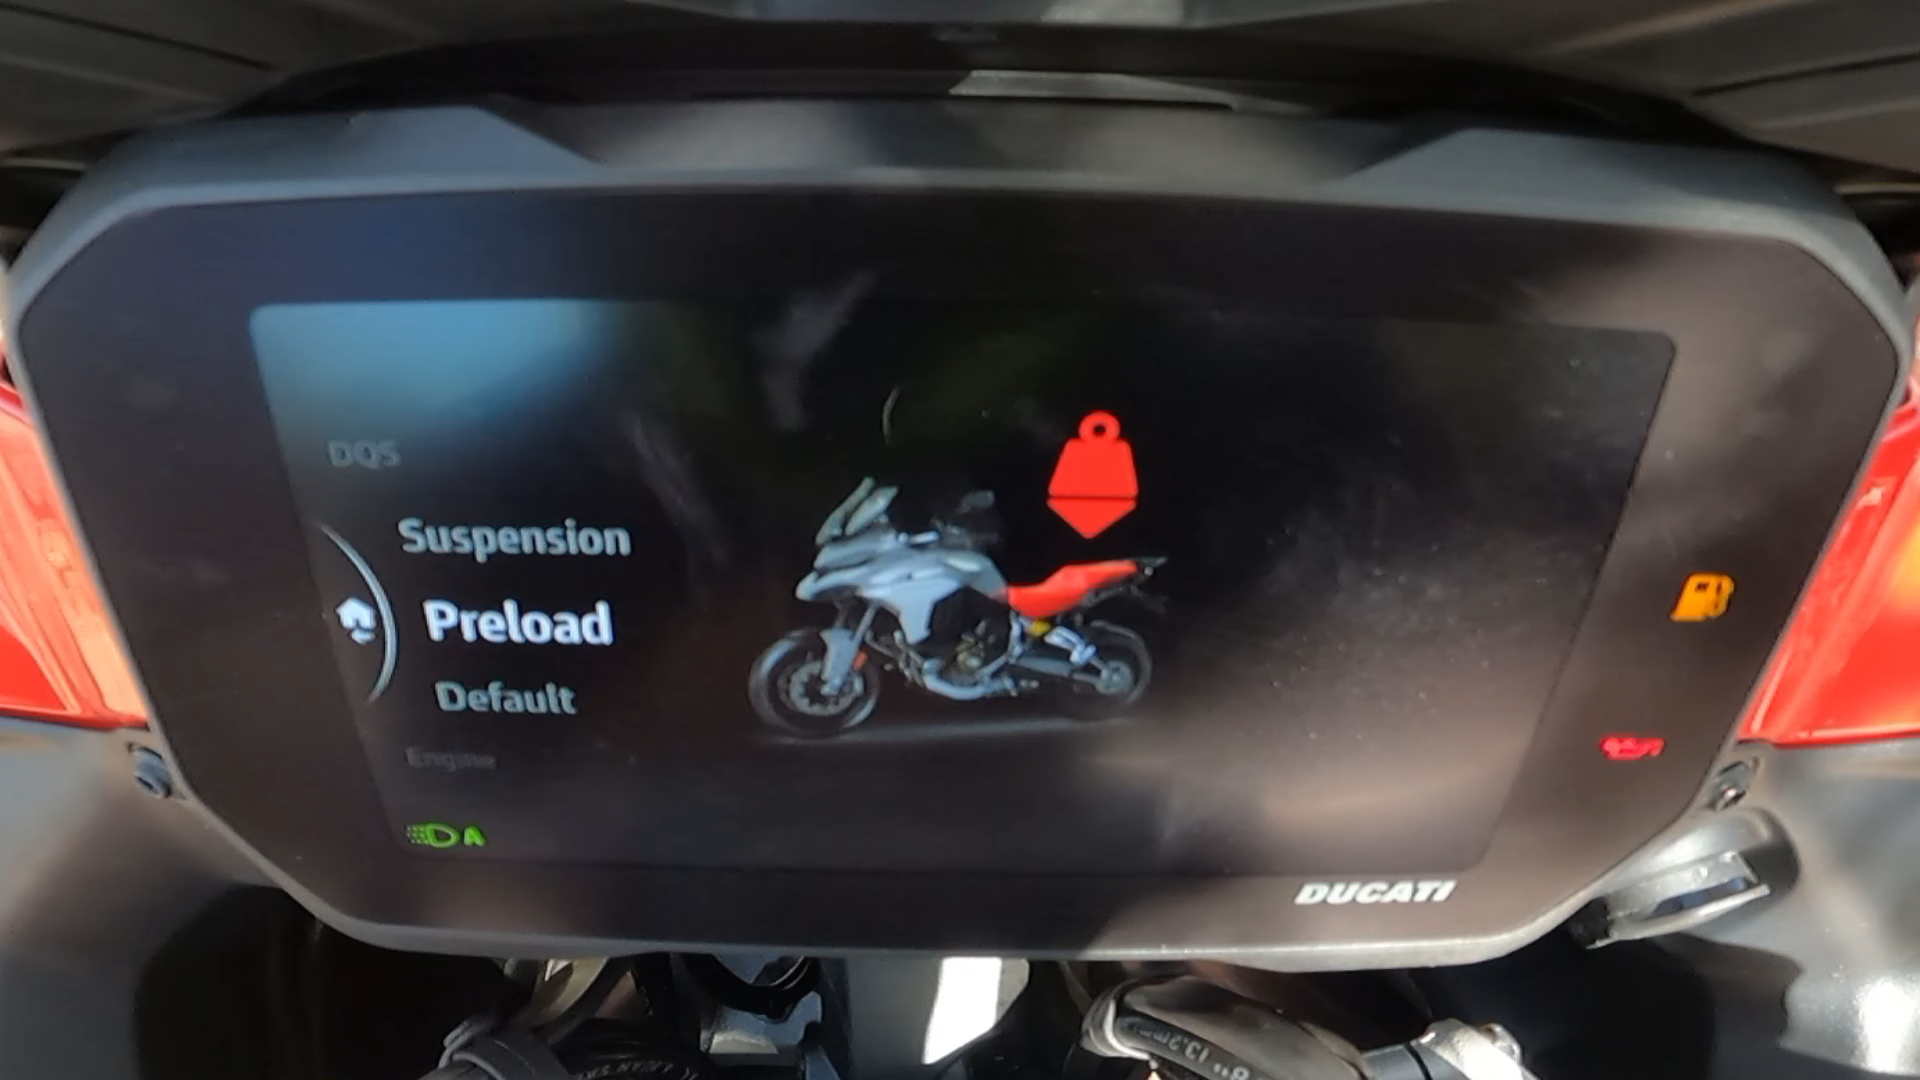 DQS
Suspension
Preload
Default
Engine
A
DUCATI